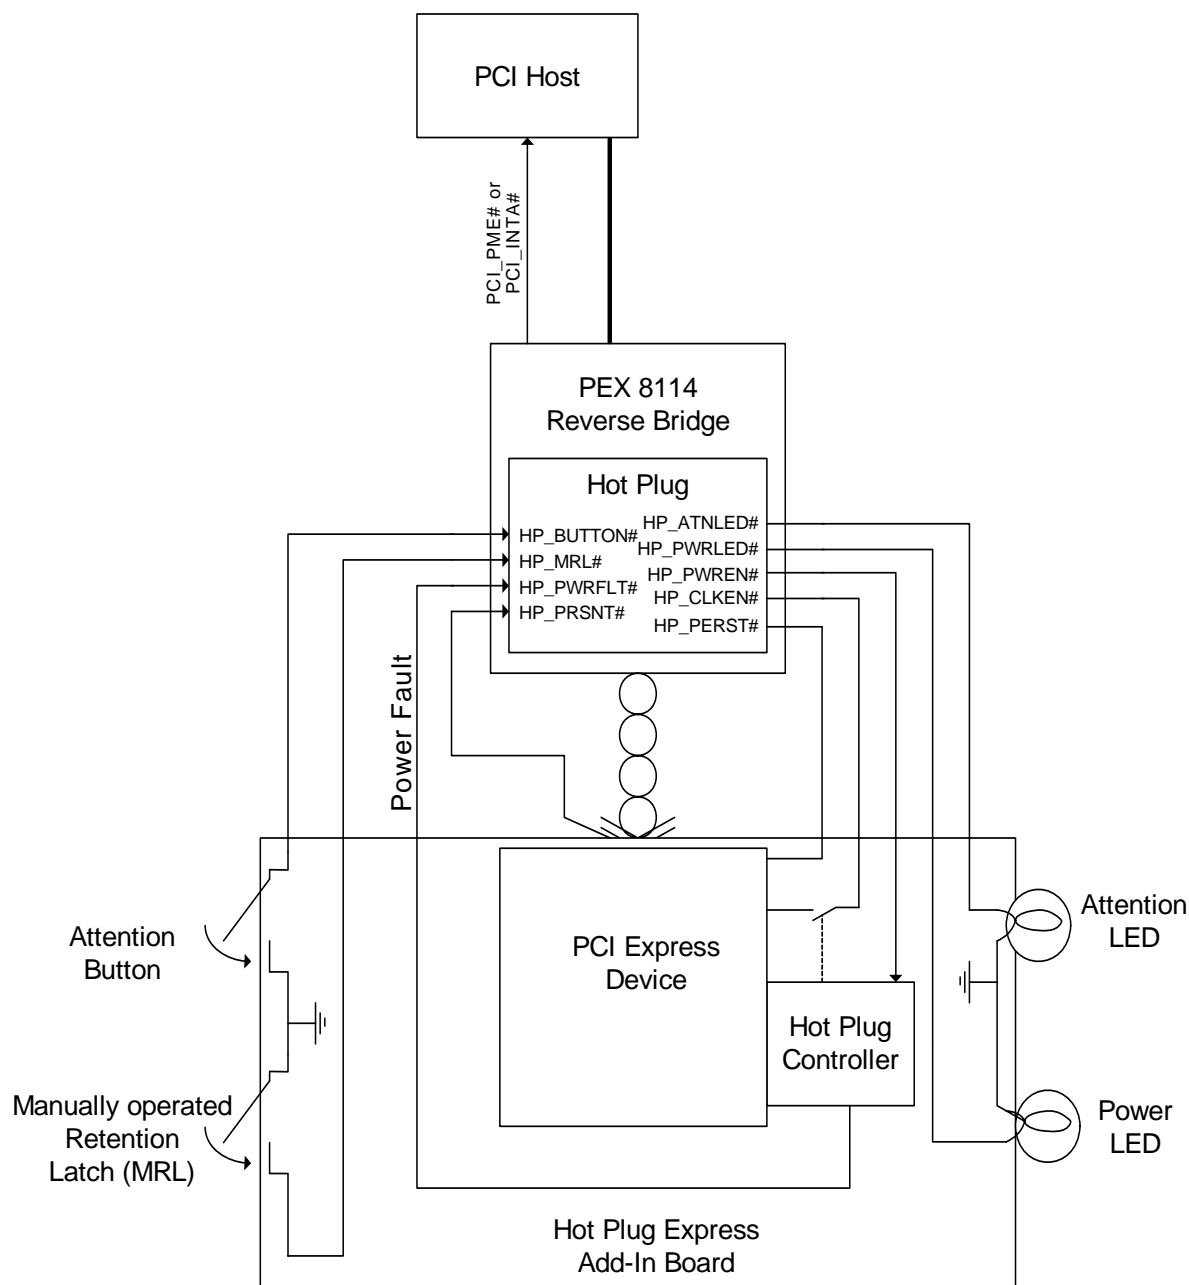 PCI Host
PCI_PME# or
PCI_INTA#
PEX 8114
Reverse Bridge
Hot Plug
HP_BUTTON#
HP_MRL#
HP_PWRFLT#
HP_PRSNT#
HP_ATNLED#
HP_PWRLED#
HP_PWREN#
HP_CLKEN#
HP_PERST#
Power Fault
Attention
Button
PCI Express
Device
Attention
LED
Hot Plug
Controller
Manually operated
Retention
Latch (MRL)
Power
LED
Hot Plug Express
Add-In Board